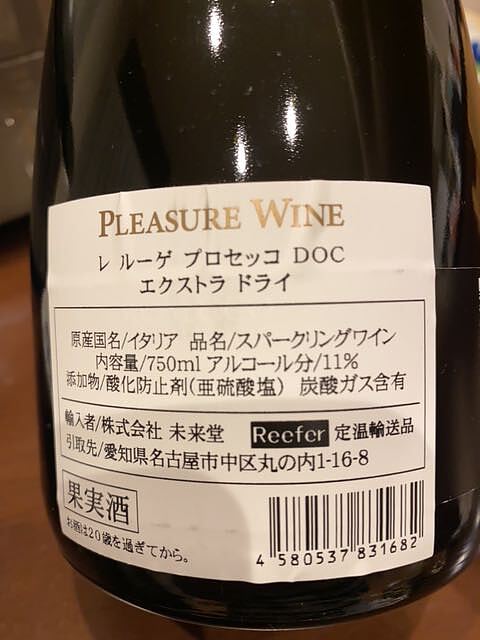 PLEASURE WINE
レ ルーゲ プロセッコ DOC
エクストラ ドライ
原産国名/イタリア 品名/スパークリングワイン
内容量/750ml アルコール分/11%
添加物/酸化防止剤(亜硫酸塩) 炭酸ガス含有
輸入者/株式会社 未来堂 Reefer 定温輸送品
引取先/愛知県名古屋市中区丸の内1-16-8
果実酒
お酒は20歳を過ぎてから。
4 580537 831682